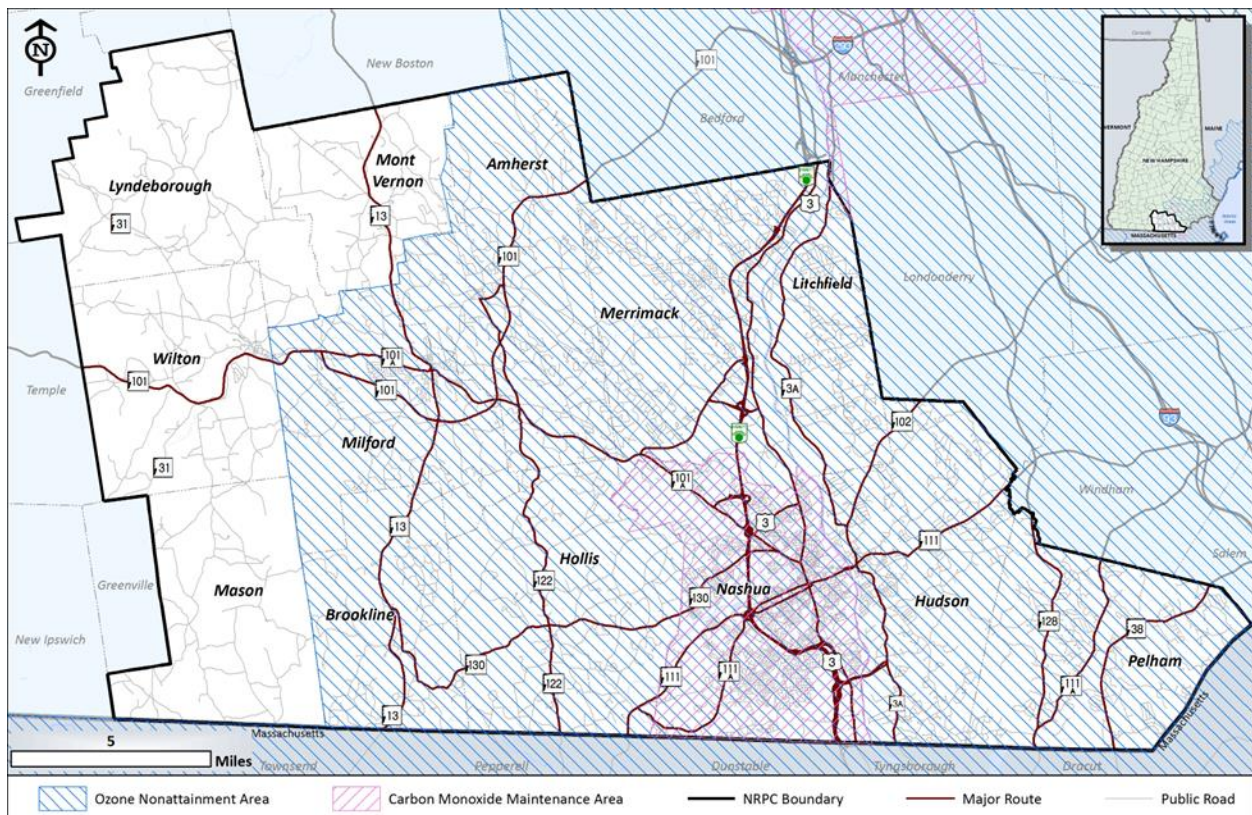 N
New Boston
Greenfield
101
293
Manchester
Bedford
Canada
VERMONT
MAINE
NEW HAMPSHIRE
MASSACHUSETTS
Mont
Vernon
Amherst
Lyndeborough
31
13
3
101
Londonderry
Litchfield
Merrimack
Wilton
101
A
101
101
3A
Temple
102
93
Milford
31
101
A
Windham
13
3
111
Salem
Hollis
Greenville
Mason
122
Nashua
130
Hudson
Brookline
128
38
New Ipswich
130
3
Pelham
122
111
111
A
111
A
3A
13
Massachusetts
Massachusetts
5
Miles
Townsend
Pepperell
Dunstable
Tyngsborough
Dracut
Ozone Nonattainment Area
Carbon Monoxide Maintenance Area
NRPC Boundary
Major Route
Public Road